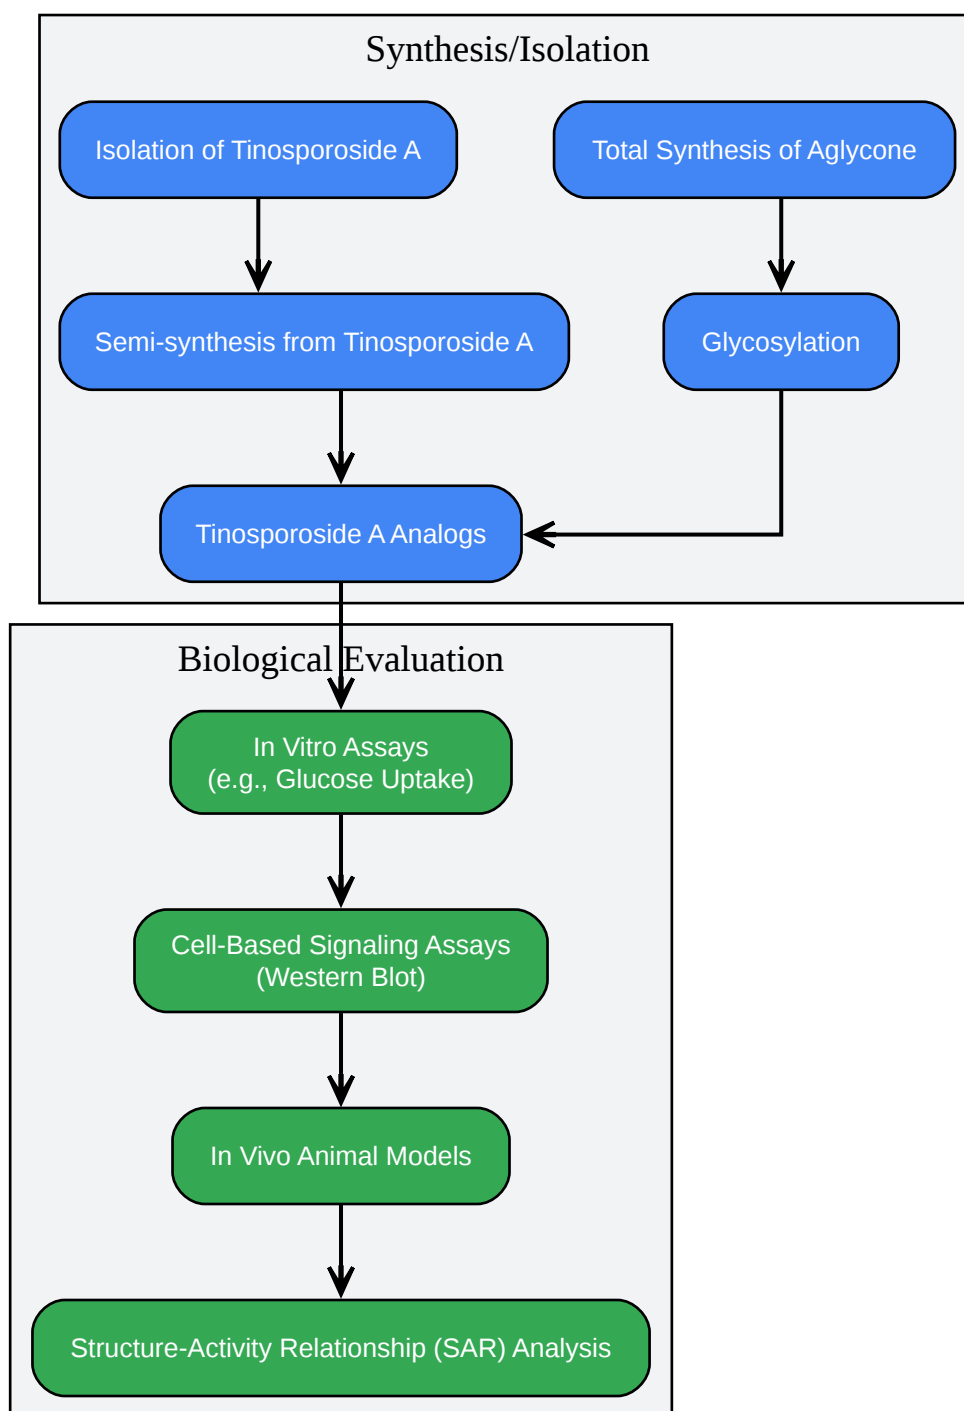 Synthesis/Isolation
Isolation of Tinosporoside A
Total Synthesis of Aglycone
Semi-synthesis from Tinosporoside A
Glycosylation
Tinosporoside A Analogs
Biological Evaluation
In Vitro Assays
(e.g., Glucose Uptake)
Cell-Based Signaling Assays
(Western Blot)
In Vivo Animal Models
Structure-Activity Relationship (SAR) Analysis